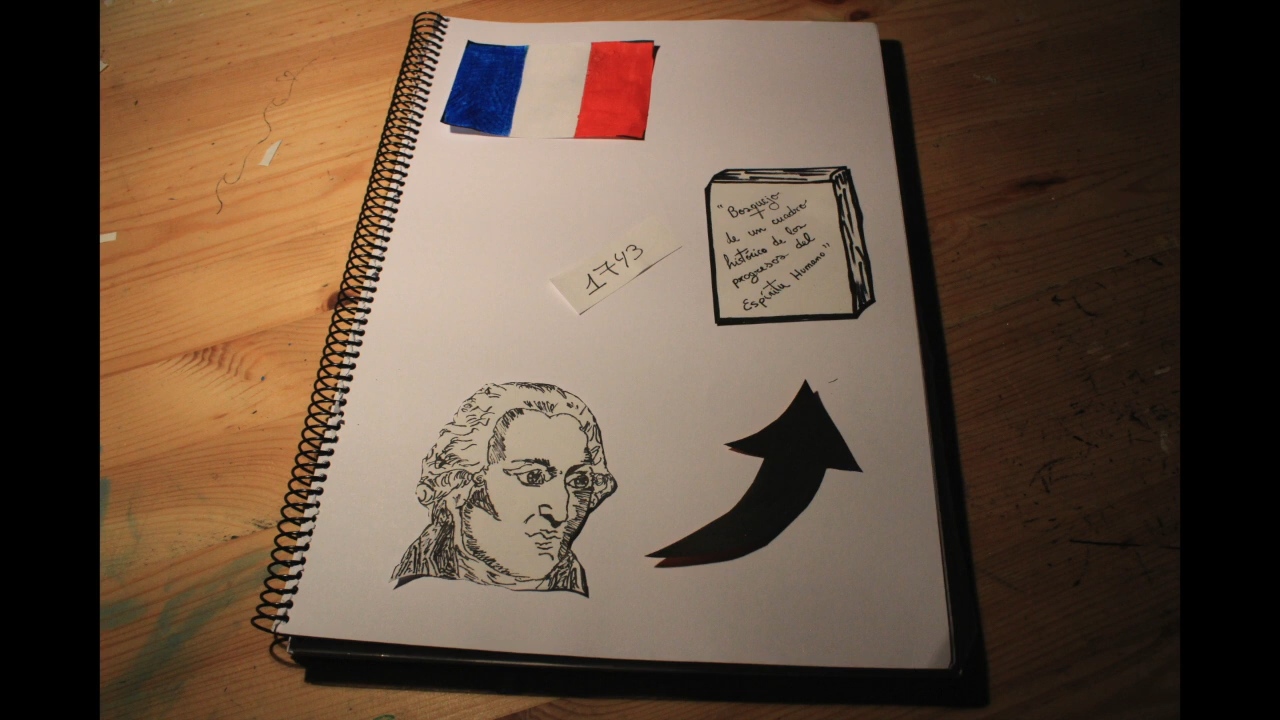 1743
"Bosquejo
de un cuadro
histórico de los
progresos del
Espíritu Humano"